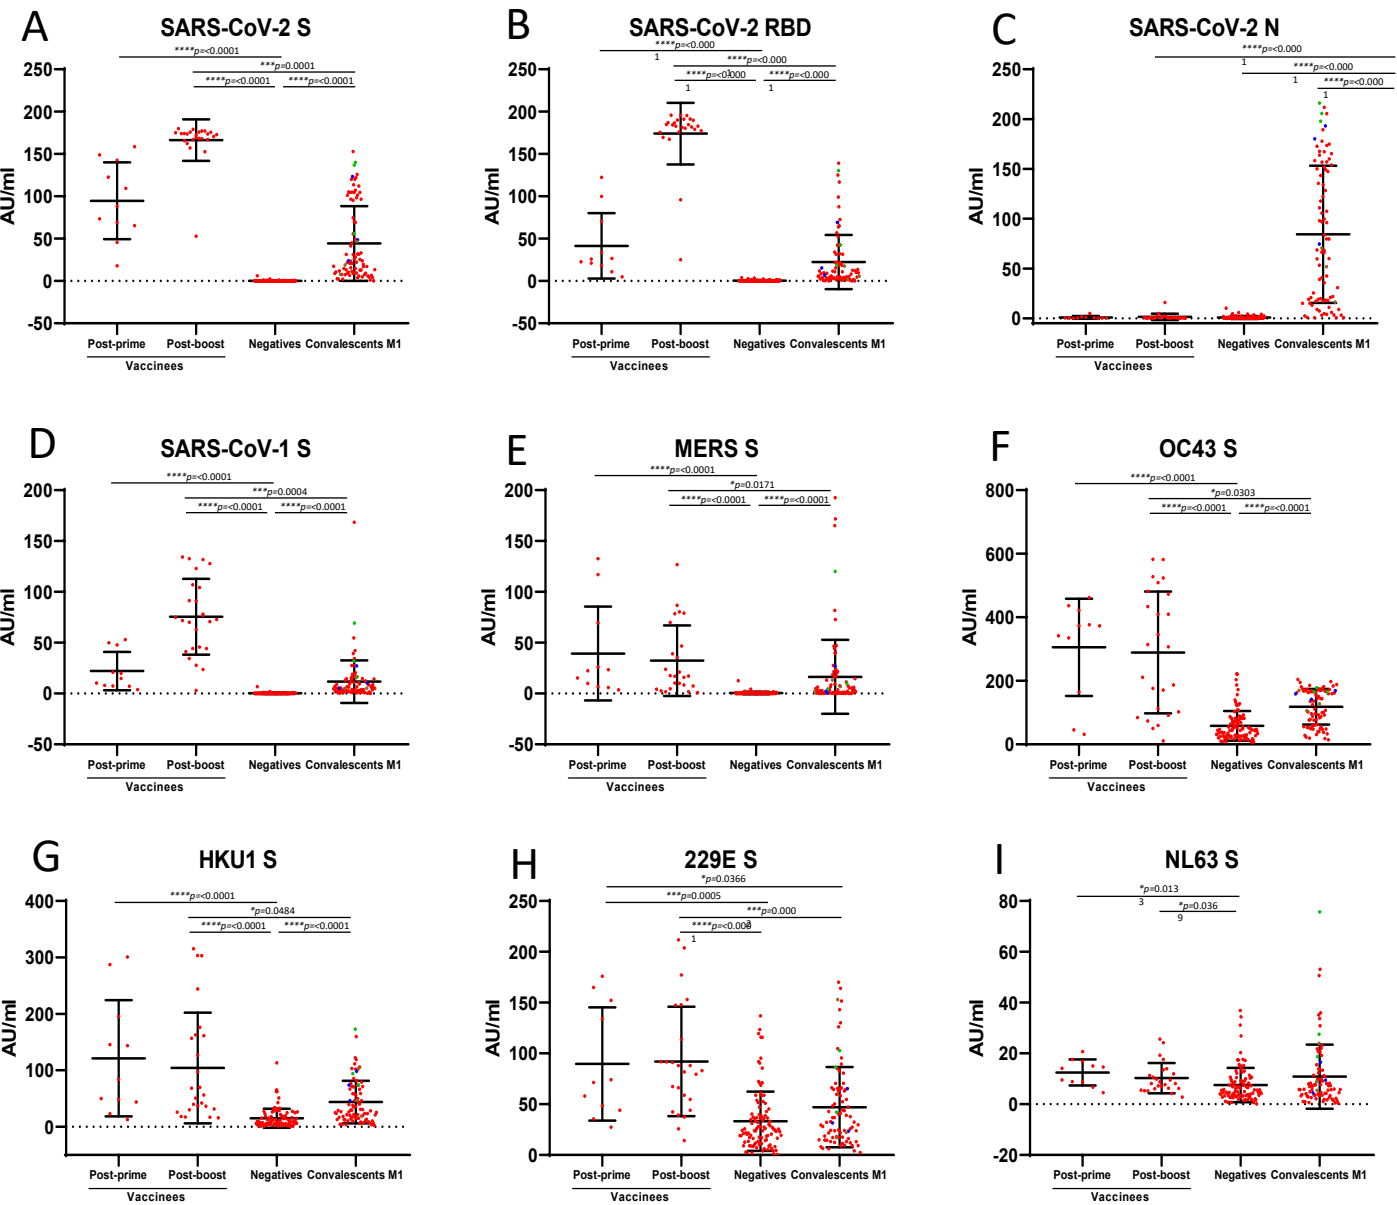 A
SARS-CoV-2 S
****p=<0.0001
***p=0.0001
****p=<0.0001 ****p=<0.0001
AU/ml
250
200
150
100
50
0
-50
Post-prime Post-boost Negatives Convalescents M1
Vaccinees
B
SARS-CoV-2 RBD
****p=<0.000
1
****p=<0.000
1
****p=<0.000 ****p=<0.000
1 1
AU/ml
250
200
150
100
50
0
-50
Post-prime Post-boost Negatives Convalescents M1
Vaccinees
C
SARS-CoV-2 N
****p=<0.000
1
****p=<0.000
1
****p=<0.000
1
AU/ml
250
200
150
100
50
0
Post-prime Post-boost Negatives Convalescents M1
Vaccinees
D
SARS-CoV-1 S
****p=<0.0001
***p=0.0004
****p=<0.0001 ****p=<0.0001
AU/ml
200
150
100
50
0
-50
Post-prime Post-boost Negatives Convalescents M1
Vaccinees
E
MERS S
****p=<0.0001
*p=0.0171
****p=<0.0001 ****p=<0.0001
AU/ml
200
150
100
50
0
-50
Post-prime Post-boost Negatives Convalescents M1
Vaccinees
F
OC43 S
****p=<0.0001
*p=0.0303
****p=<0.0001 ****p=<0.0001
AU/ml
800
600
400
200
0
Post-prime Post-boost Negatives Convalescents M1
Vaccinees
G
HKU1 S
****p=<0.0001
*p=0.0484
****p=<0.0001 ****p=<0.0001
AU/ml
400
300
200
100
0
Post-prime Post-boost Negatives Convalescents M1
Vaccinees
H
229E S
*p=0.0366
***p=0.0005
***p=0.000
****p=<0.000
1
AU/ml
250
200
150
100
50
0
Post-prime Post-boost Negatives Convalescents M1
Vaccinees
I
NL63 S
*p=0.013
3
*p=0.036
9
AU/ml
80
60
40
20
0
-20
Post-prime Post-boost Negatives Convalescents M1
Vaccinees